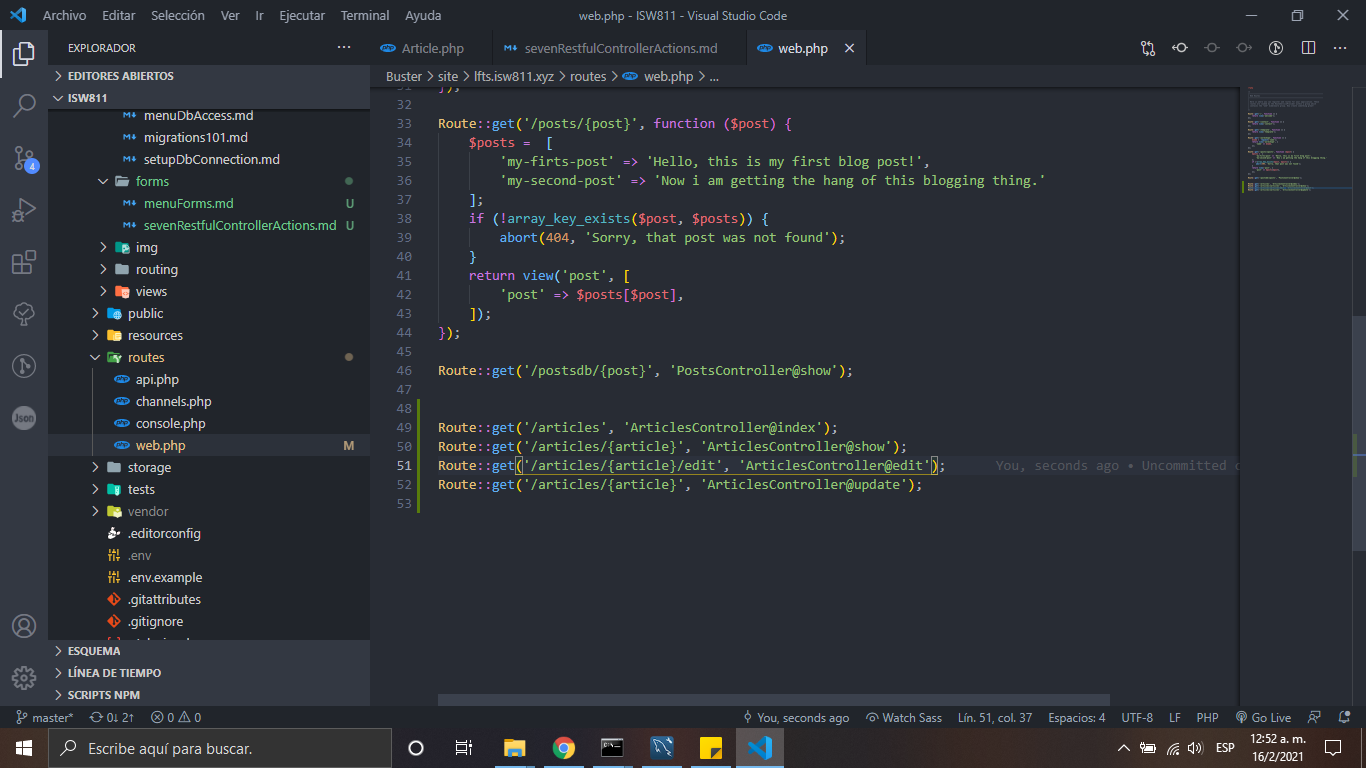 Archivo Editar Selección Ver Ir Ejecutar Terminal Ayuda
web.php - ISW811 - Visual Studio Code
EXPLORADOR
EDITORES ABIERTOS
ISW811
menuDbAccess.md
migrations101.md
setupDbConnection.md
forms
menuForms.md U
sevenRestfulControllerActions.md U
img
routing
views
public
resources
routes
api.php
channels.php
console.php
web.php M
storage
tests
vendor
.editorconfig
.env
.env.example
.gitattributes
.gitignore
ESQUEMA
LÍNEA DE TIEMPO
SCRIPTS NPM
4
Json
Article.php sevenRestfulControllerActions.md web.php
Buster > site > lfts.isw811.xyz > routes > web.php > ...
31 });
32
33 Route::get('/posts/{post}', function ($post) {
34 $posts = [
35 'my-firts-post' => 'Hello, this is my first blog post!',
36 'my-second-post' => 'Now i am getting the hang of this blogging thing.'
37 ];
38 if (!array_key_exists($post, $posts)) {
39 abort(404, 'Sorry, that post was not found');
40 }
41 return view('post', [
42 'post' => $posts[$post],
43 ]);
44 });
45
46 Route::get('/postsdb/{post}', 'PostsController@show');
47
48
49 Route::get('/articles', 'ArticlesController@index');
50 Route::get('/articles/{article}', 'ArticlesController@show');
51 Route::get('/articles/{article}/edit', 'ArticlesController@edit'); You, seconds ago • Uncommitted
52 Route::get('/articles/{article}', 'ArticlesController@update');
53
master* 0↓ 2↑ 0 0 You, seconds ago Watch Sass Lín. 51, col. 37 Espacios: 4 UTF-8 LF PHP Go Live
Escribe aquí para buscar.
ESP
12:52 a. m.
16/2/2021